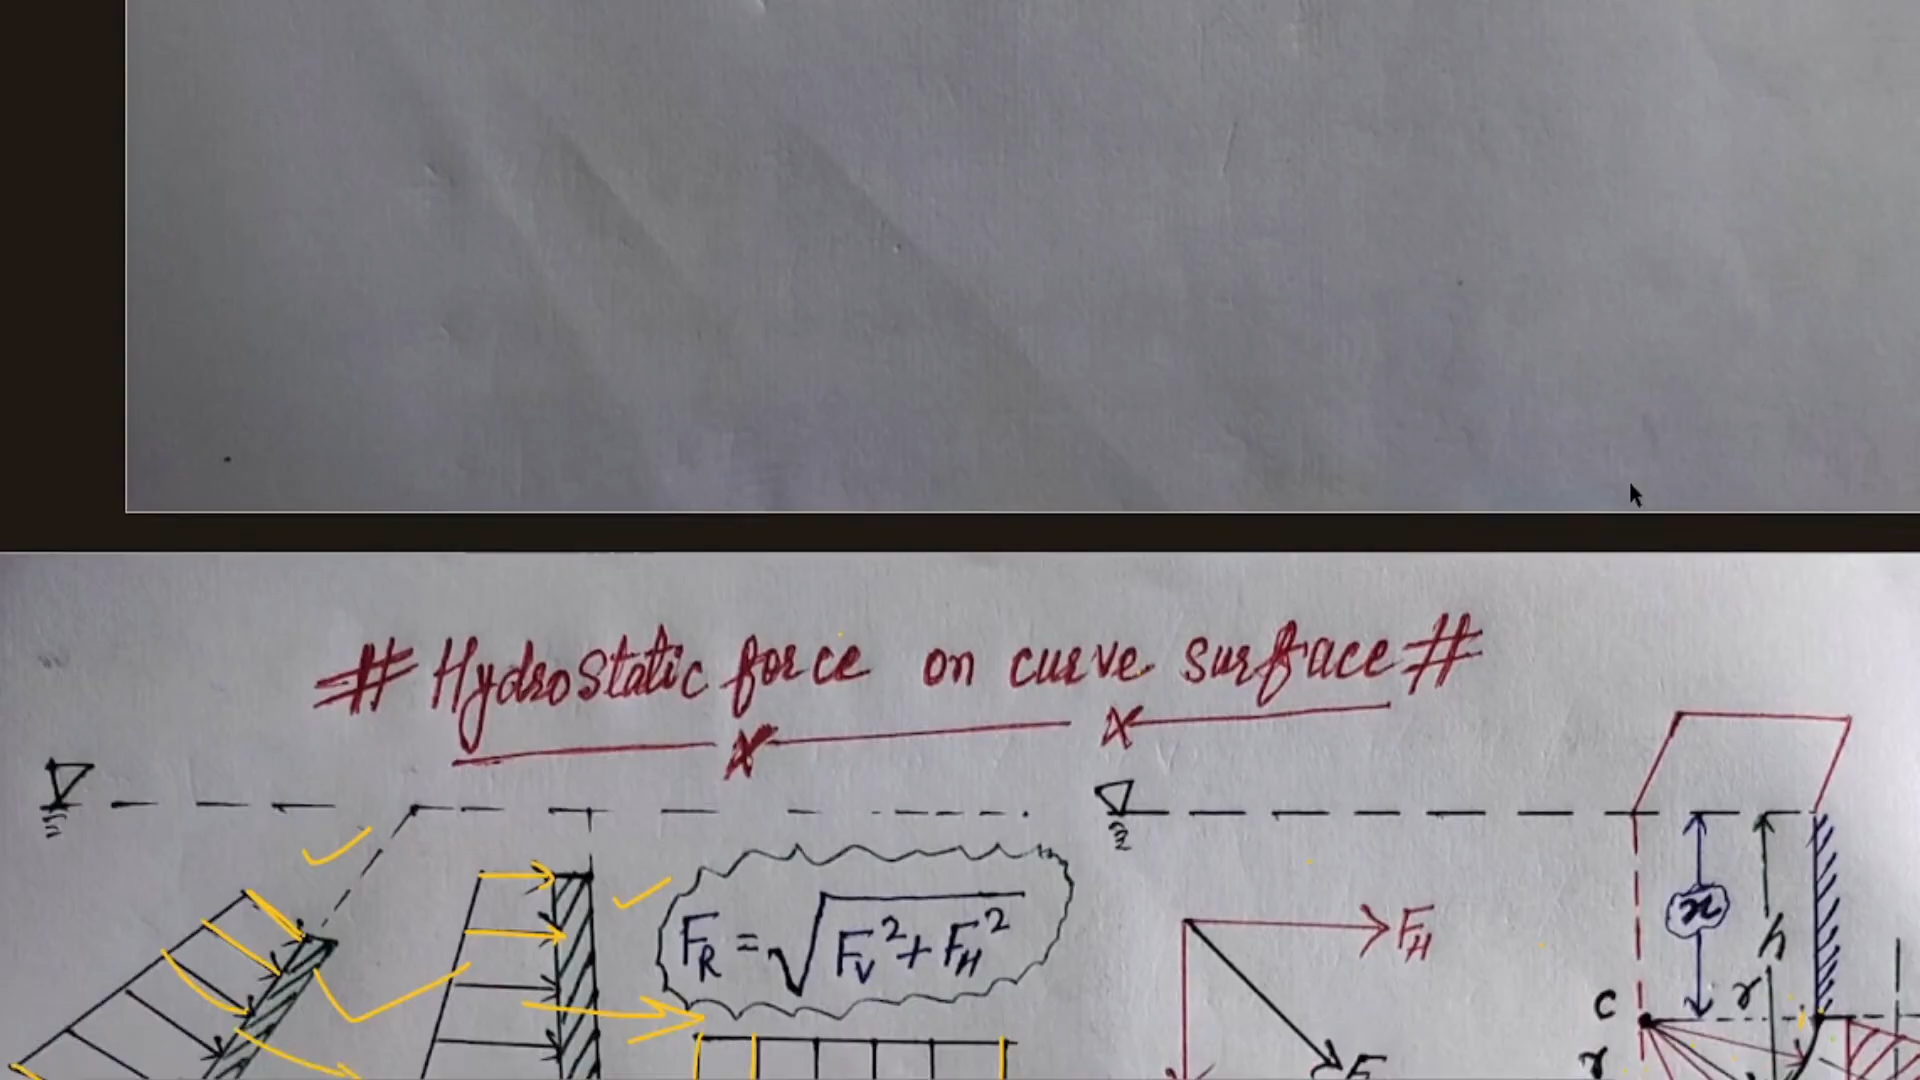 # Hydrostatic force on curve surface #
F_R = √(F_V² + F_H²)
F_H
x
h
C
r
r
F